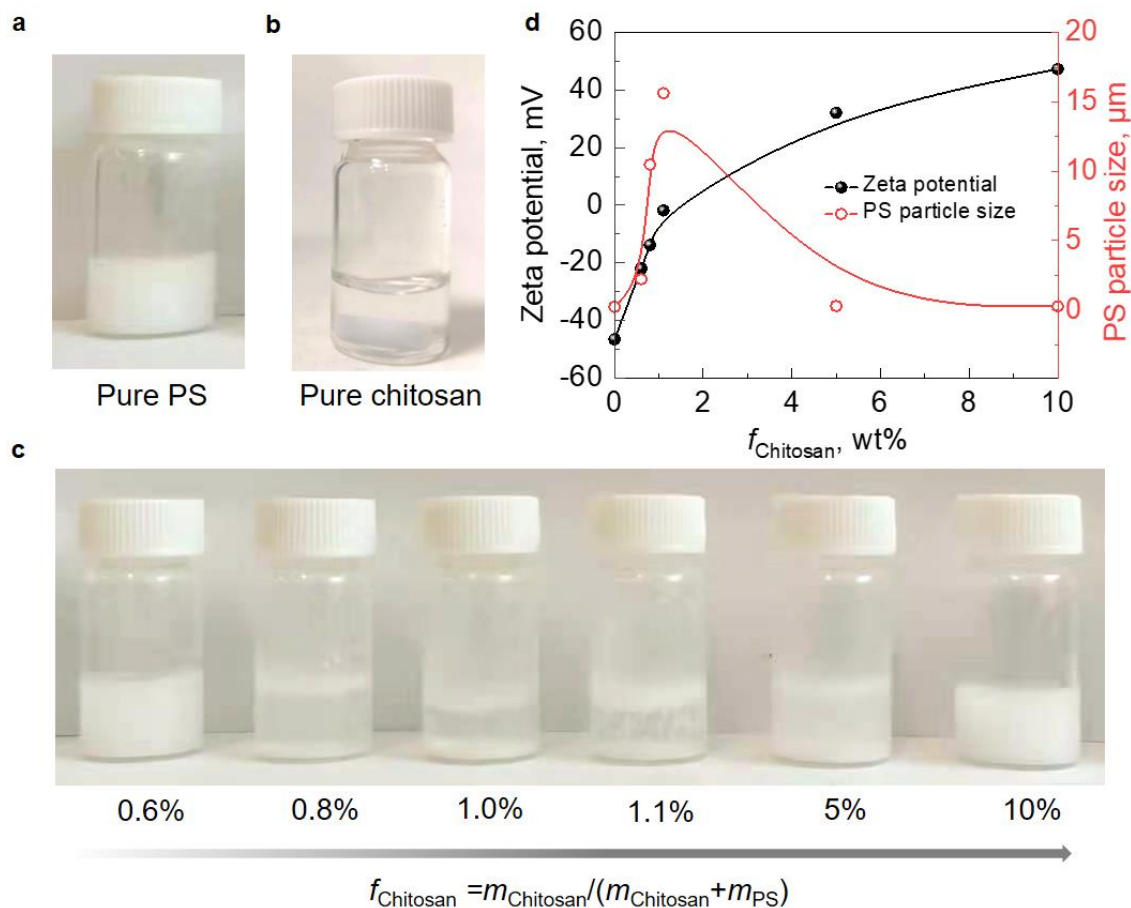 a
Pure PS
b
Pure chitosan
d
60
40
20
0
-20
-40
-60
Zeta potential, mV
20
15
10
5
0
PS particle size, µm
Zeta potential
PS particle size
0 2 4 6 8 10
fChitosan, wt%
c
0.6% 0.8% 1.0% 1.1% 5% 10%
fChitosan =mChitosan/(mChitosan+mPS)